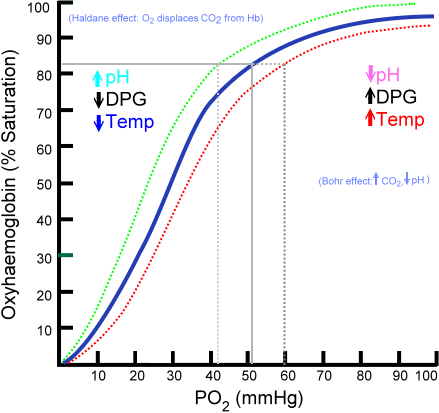 (Haldane effect: O2 displaces CO2 from Hb)
100
90
80
70
60
50
40
30
20
10
Oxyhaemoglobin (% Saturation)
↑pH
↓DPG
↓Temp
↓pH
↑DPG
↑Temp
(Bohr effect:↑ CO2,↓pH)
10 20 30 40 50 60 70 80 90 100
PO2 (mmHg)